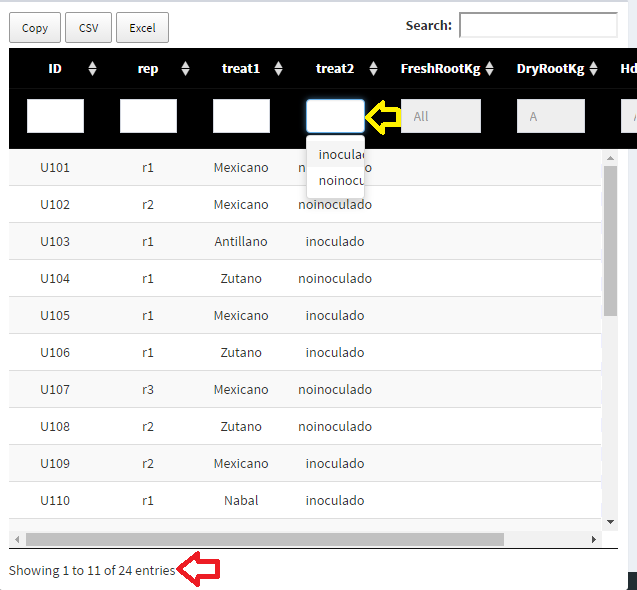 Copy CSV Excel Search:
ID rep treat1 treat2 FreshRootKg DryRootKg Hd
All A
U101 r1 Mexicano
inoculad
noinocu
U102 r2 Mexicano noinoculado
U103 r1 Antillano inoculado
U104 r1 Zutano noinoculado
U105 r1 Mexicano inoculado
U106 r1 Zutano inoculado
U107 r3 Mexicano noinoculado
U108 r2 Zutano noinoculado
U109 r2 Mexicano inoculado
U110 r1 Nabal inoculado
Showing 1 to 11 of 24 entries